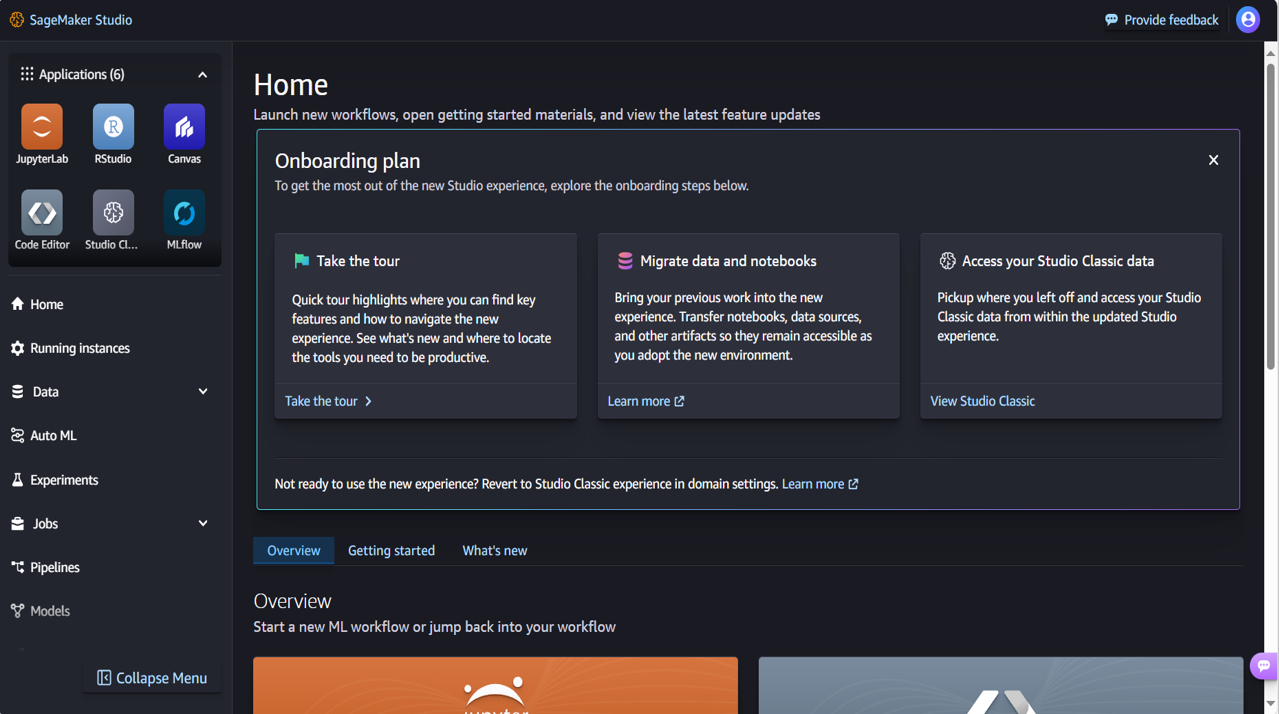 SageMaker Studio
Provide feedback
Applications (6)
JupyterLab
RStudio
Canvas
Code Editor
Studio Cl...
MLflow
Home
Running instances
Data
Auto ML
Experiments
Jobs
Pipelines
Models
Collapse Menu
Home
Launch new workflows, open getting started materials, and view the latest feature updates
Onboarding plan
To get the most out of the new Studio experience, explore the onboarding steps below.
Take the tour
Quick tour highlights where you can find key
features and how to navigate the new
experience. See what's new and where to locate
the tools you need to be productive.
Take the tour
Migrate data and notebooks
Bring your previous work into the new
experience. Transfer notebooks, data sources,
and other artifacts so they remain accessible as
you adopt the new environment.
Learn more
Access your Studio Classic data
Pickup where you left off and access your Studio
Classic data from within the updated Studio
experience.
View Studio Classic
Not ready to use the new experience? Revert to Studio Classic experience in domain settings. Learn more
Overview
Getting started
What's new
Overview
Start a new ML workflow or jump back into your workflow
jupyter